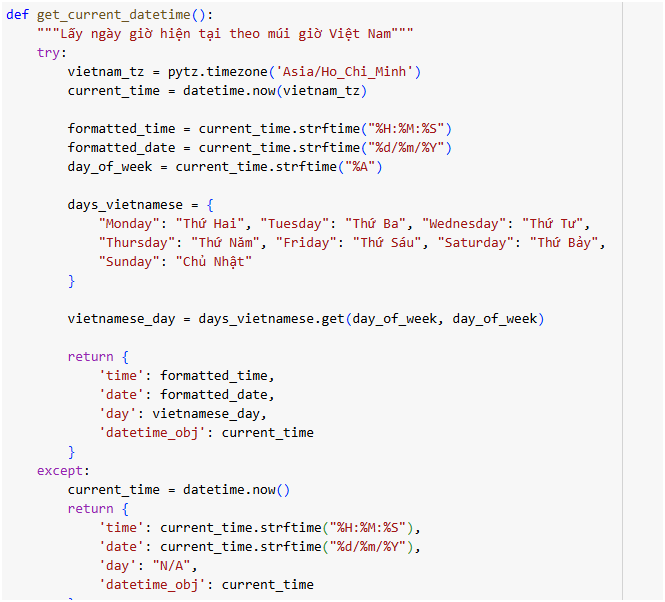 def get_current_datetime():
    """Lấy ngày giờ hiện tại theo múi giờ Việt Nam"""
    try:
        vietnam_tz = pytz.timezone('Asia/Ho_Chi_Minh')
        current_time = datetime.now(vietnam_tz)

        formatted_time = current_time.strftime("%H:%M:%S")
        formatted_date = current_time.strftime("%d/%m/%Y")
        day_of_week = current_time.strftime("%A")

        days_vietnamese = {
            "Monday": "Thứ Hai", "Tuesday": "Thứ Ba", "Wednesday": "Thứ Tư",
            "Thursday": "Thứ Năm", "Friday": "Thứ Sáu", "Saturday": "Thứ Bảy",
            "Sunday": "Chủ Nhật"
        }

        vietnamese_day = days_vietnamese.get(day_of_week, day_of_week)

        return {
            'time': formatted_time,
            'date': formatted_date,
            'day': vietnamese_day,
            'datetime_obj': current_time
        }
    except:
        current_time = datetime.now()
        return {
            'time': current_time.strftime("%H:%M:%S"),
            'date': current_time.strftime("%d/%m/%Y"),
            'day': "N/A",
            'datetime_obj': current_time
        }